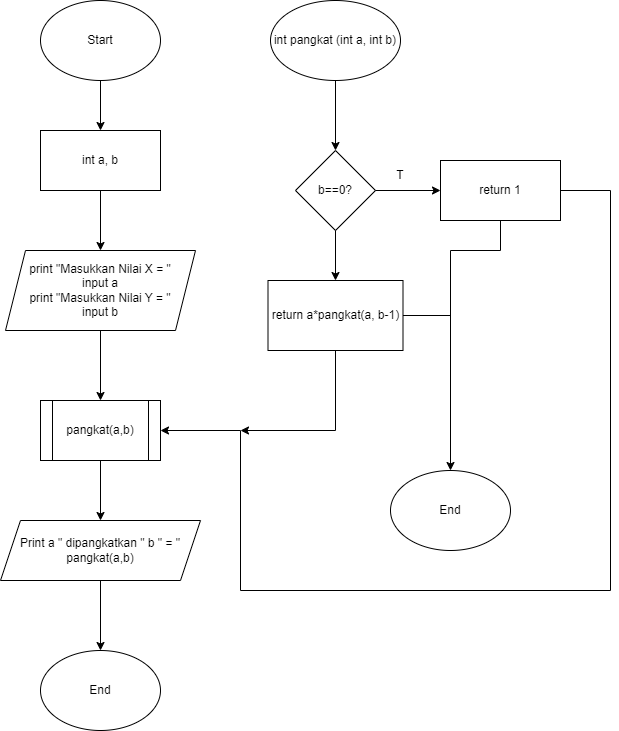 Start
int a, b
print "Masukkan Nilai X = "
input a
print "Masukkan Nilai Y = "
input b
pangkat(a,b)
Print a " dipangkatkan " b " = "
pangkat(a,b)
End
int pangkat (int a, int b)
b==0?
T
return 1
return a*pangkat(a, b-1)
End